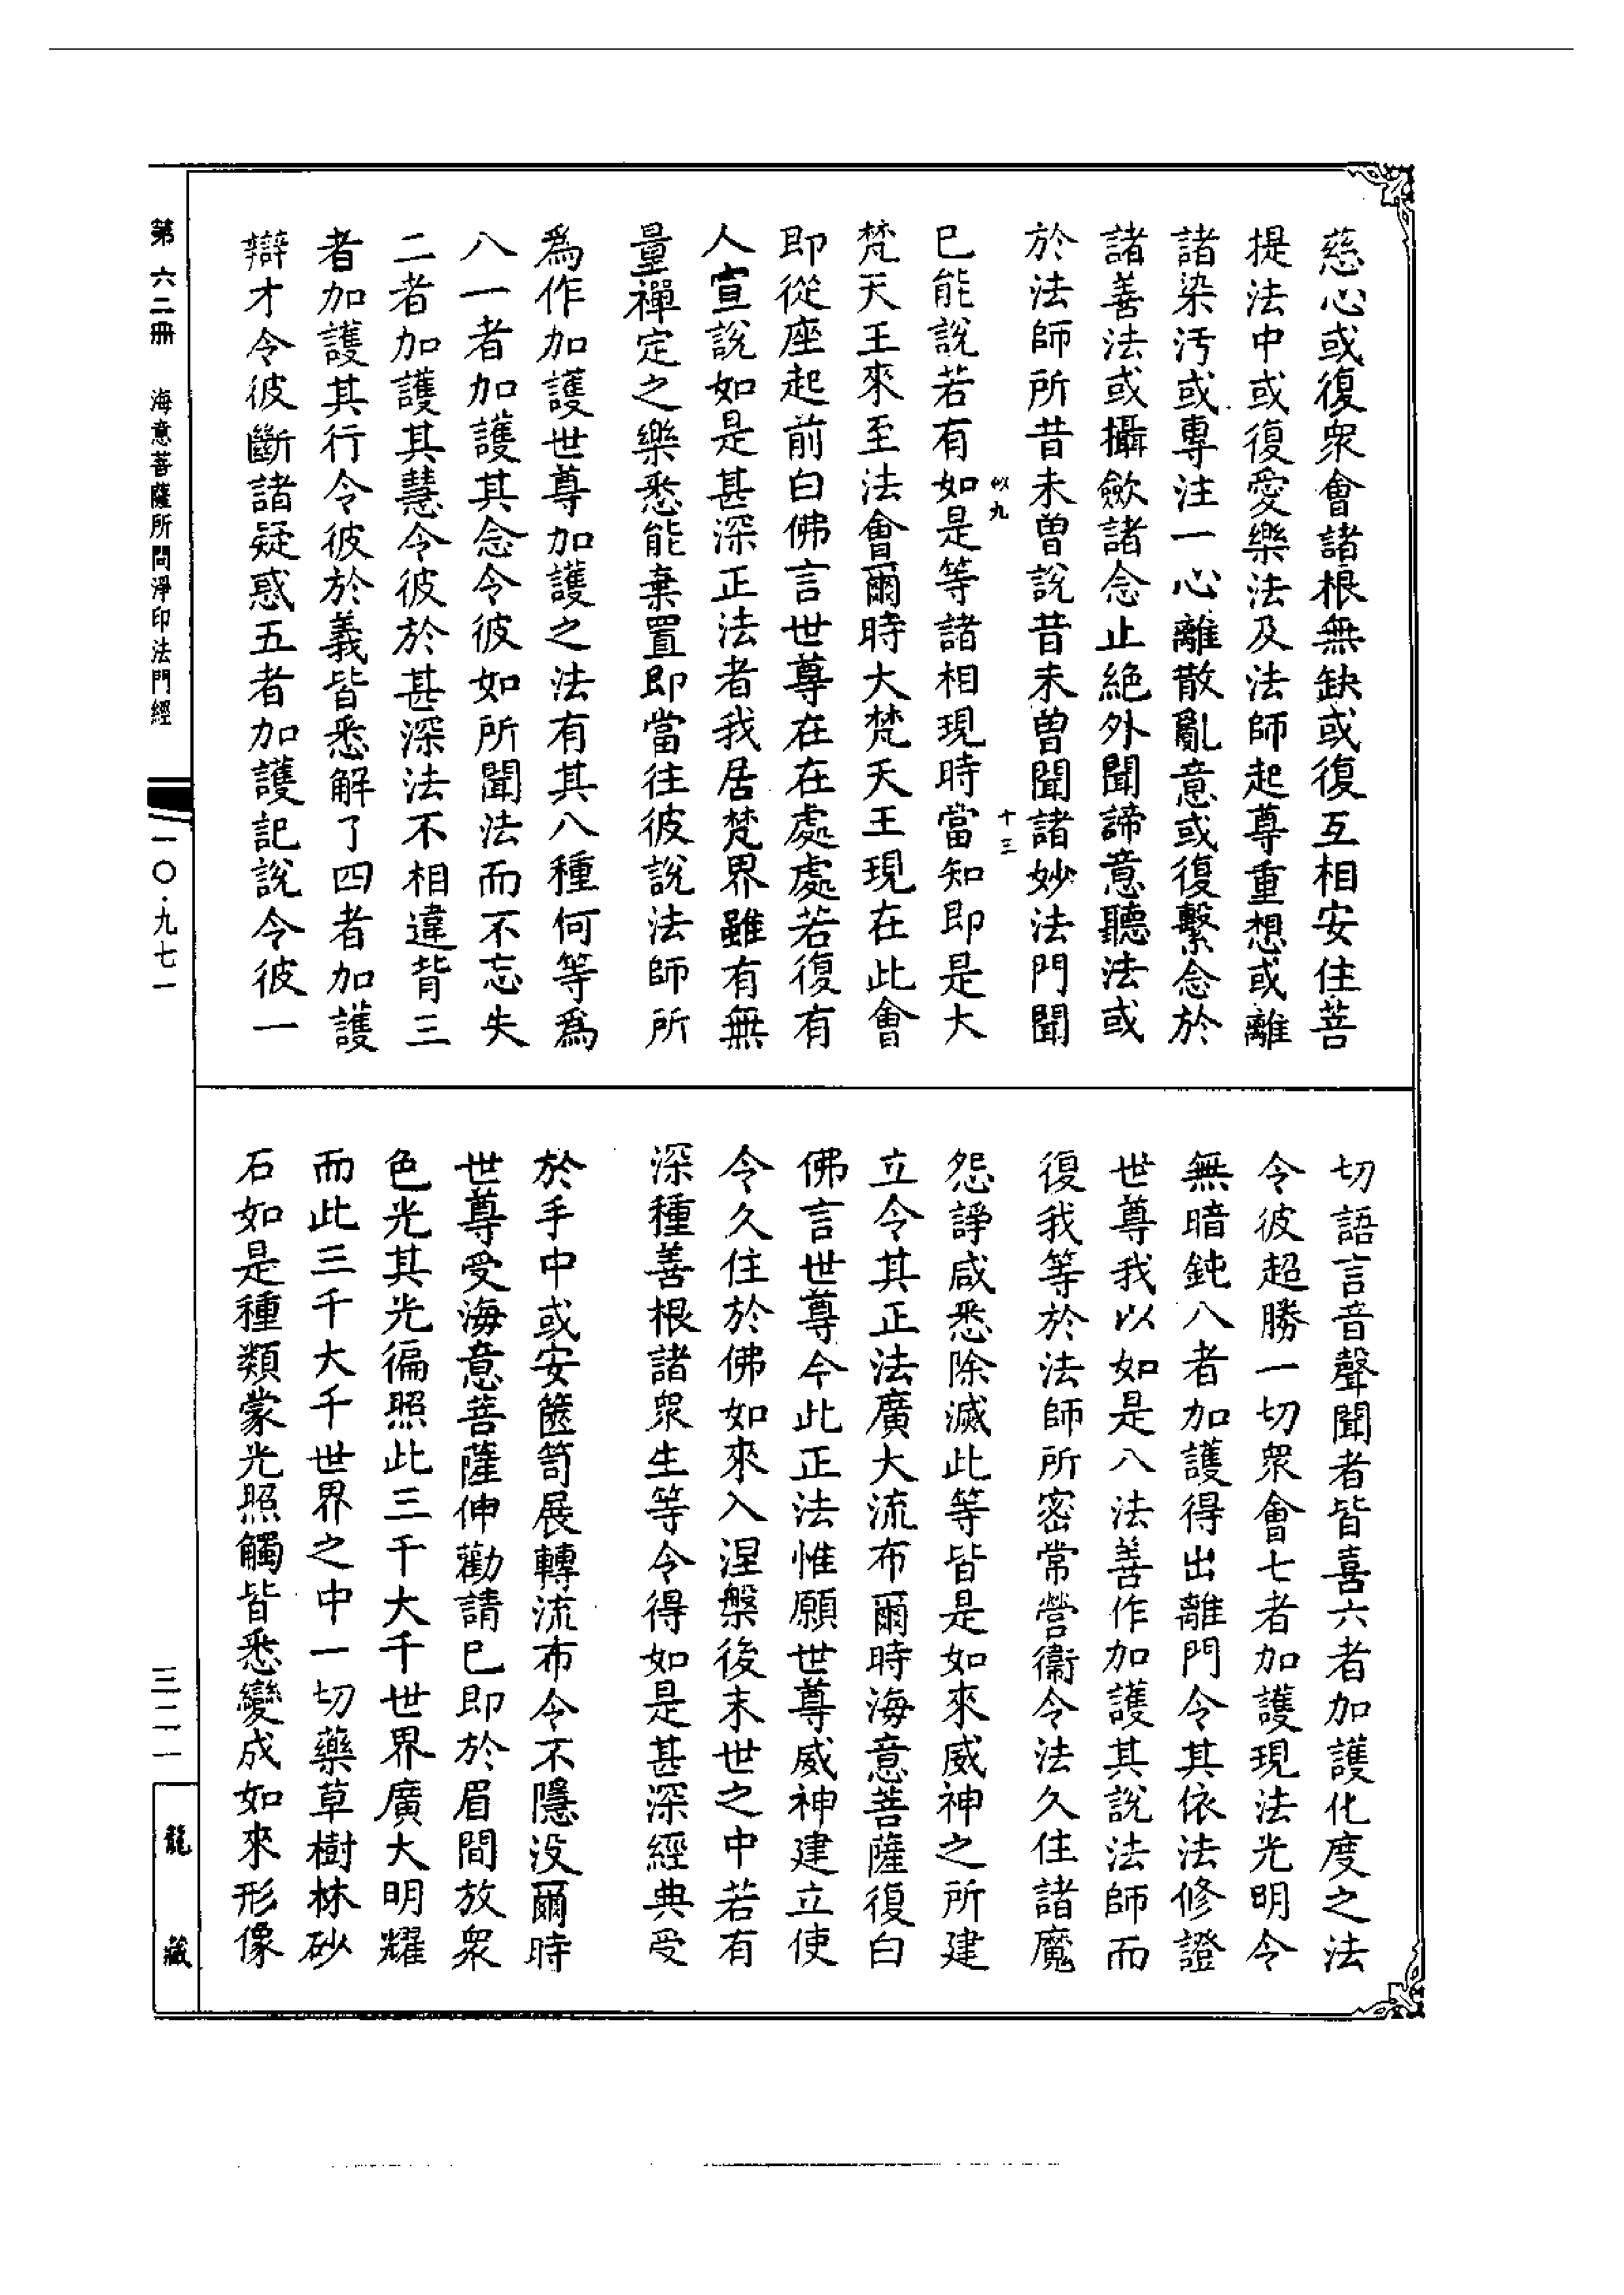 慈心或復衆會諸根無缺或復互相安住菩
提法中或復愛樂法及法師起尊重想或離
諸染汚或專注一心離散亂意或復繫念於
諸善法或攝斂諸念止絶外聞諦意聽法或
於法師所昔未曾說昔未曾聞諸妙法門聞
㣲九
十三
已能說若有如是等諸相現時當知即是大
梵天王來至法會爾時大梵天王現在此會
即從座起前白佛言世尊在在處處若復有
人宣說如是甚深正法者我居梵界雖有無
量禪定之樂悉能棄置即當往彼說法師所
爲作加護世尊加護之法有其八種何等爲
八一者加護其念令彼如所聞法而不忘失
二者加護其慧令彼於甚深法不相違背三
者加護其行令彼於義皆悉解了四者加護
辯才令彼斷諸疑惑五者加護記說令彼一
切語言音聲聞者皆喜六者加護化度之法
令彼超勝一切衆會七者加護現法光明令
無暗鈍八者加護得出離門令其依法修證
世尊我以如是八法善作加護其說法師而
復我等於法師所密常營衞令法久住諸魔
怨諍咸悉除滅此等皆是如來威神之所建
立令其正法廣大流布爾時海意菩薩復白
佛言世尊今此正法惟願世尊威神建立使
令久住於佛如來入涅槃後末世之中若有
深種善根諸衆生等令得如是甚深經典受
於手中或安篋笥展轉流布令不隱没爾時
世尊受海意菩薩伸勸請已即於眉間放衆
色光其光徧照此三千大千世界廣大明耀
而此三千大千世界之中一切藥草樹林砂
石如是種類蒙光照觸皆悉變成如來形像
第六二冊 海意菩薩所問淨印法門經
一〇·九七一
三二一
龍藏